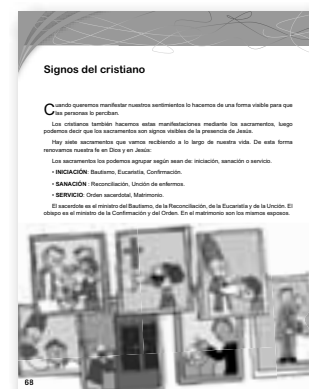 Signos del cristiano
Cuando queremos manifestar nuestros sentimientos lo hacemos de una forma visible para que
las personas lo perciban.
Los cristianos también hacemos estas manifestaciones mediante los sacramentos, luego
podemos decir que los sacramentos son signos visibles de la presencia de Jesús.
Hay siete sacramentos que vamos recibiendo a lo largo de nuestra vida. De esta forma
renovamos nuestra fe en Dios y en Jesús:
Los sacramentos los podemos agrupar según sean de: iniciación, sanación o servicio.
• INICIACIÓN: Bautismo, Eucaristía, Confirmación.
• SANACIÓN : Reconciliación, Unción de enfermos.
• SERVICIO: Orden sacerdotal, Matrimonio.
El sacerdote es el ministro del Bautismo, de la Reconciliación, de la Eucaristía y de la Unción. El
obispo es el ministro de la Confirmación y del Orden. En el matrimonio son los mismos esposos.
68